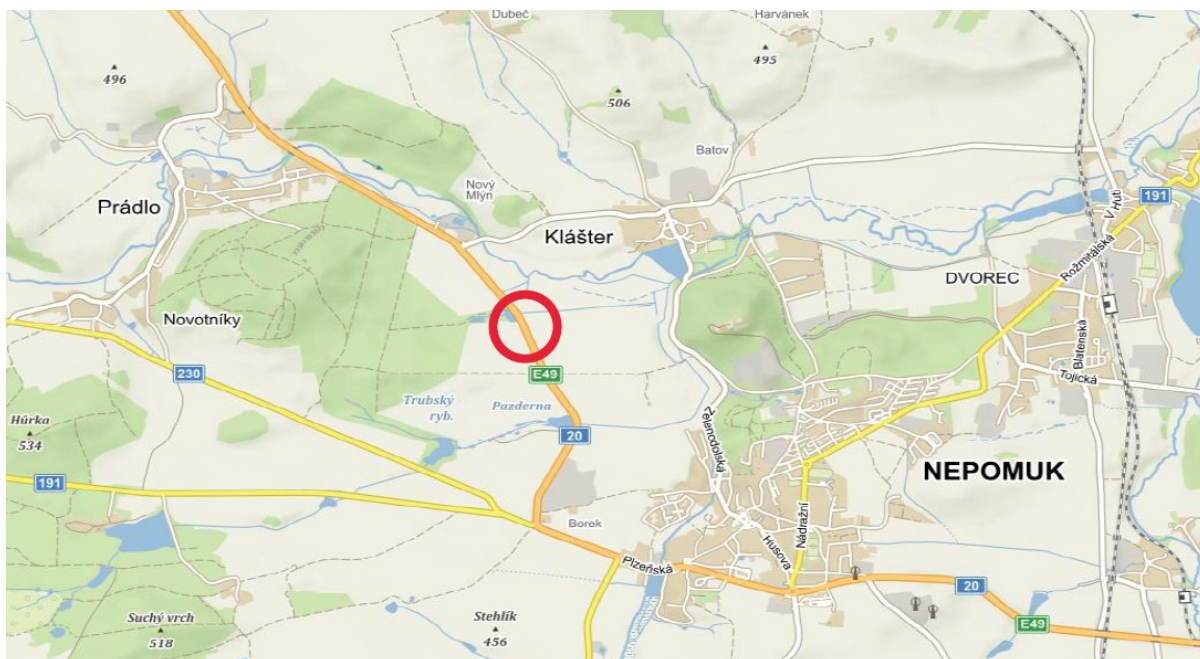 Dubeč
Harvánek
495
496
506
Batov
Nový
Mlýn
Prádlo
Klášter
191
V Huti
Rožmitálská
DVOREC
Novotníky
E49
230
Blatenská
Tojická
Trubský
ryb.
Pazderna
20
Zelenodolská
Hůrka
534
191
NEPOMUK
Borek
Nádražní
Husova
Plzeňská
20
Suchý vrch
518
Stehlík
456
E49